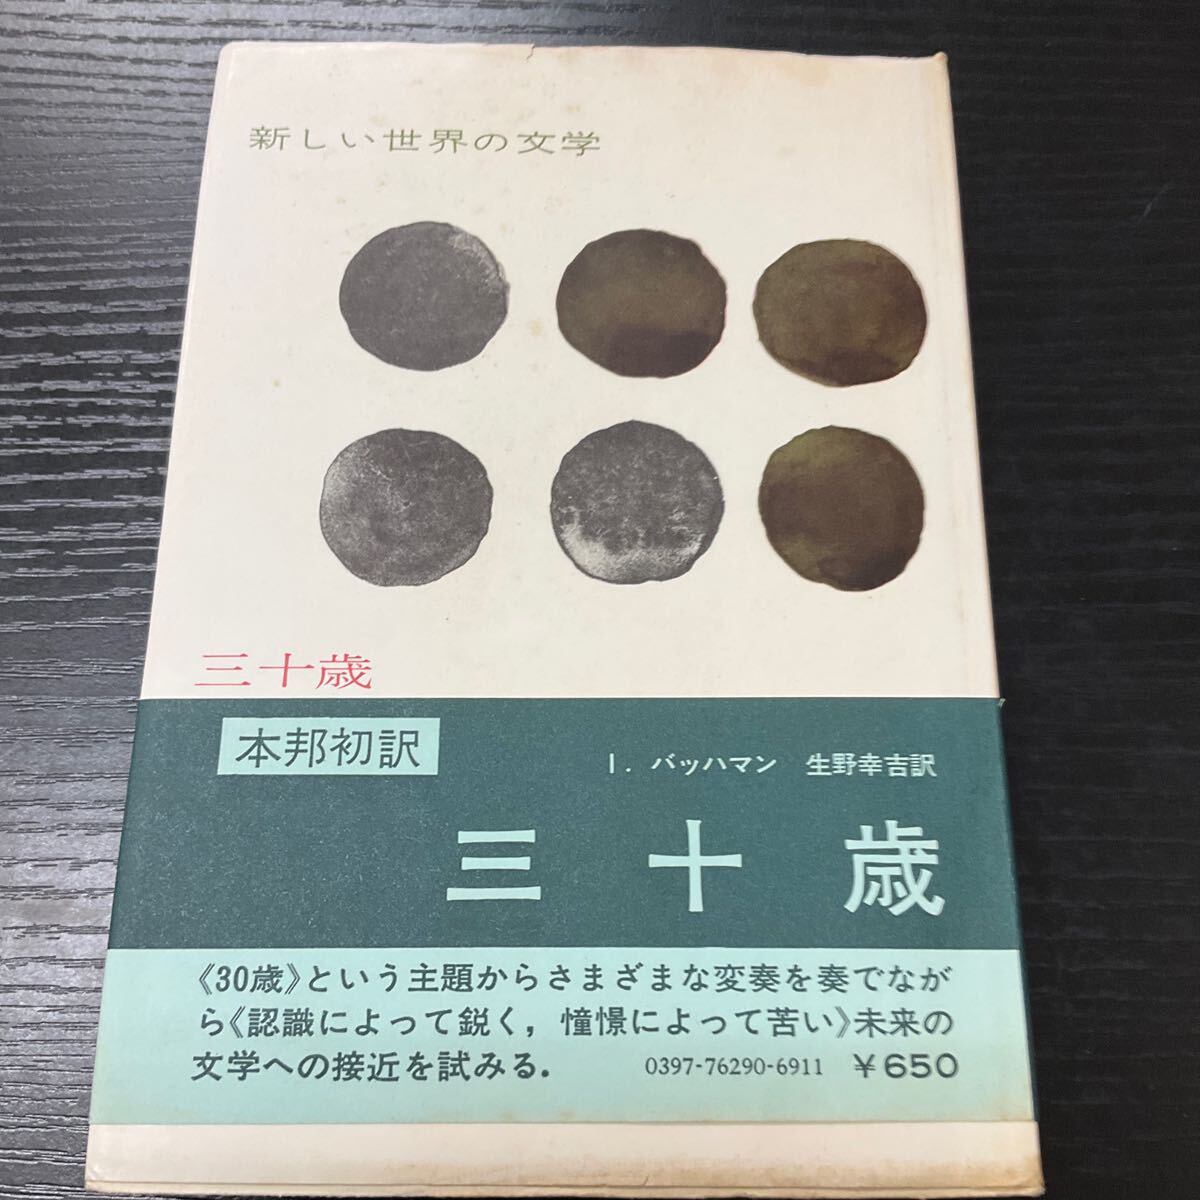 新しい世界の文学
三十歳
本邦初訳
I. バッハマン 生野幸吉訳
三十歳
《30歳》という主題からさまざまな変奏を奏でなが
ら《認識によって鋭く，憧憬によって苦い》未来の
文学への接近を試みる．
0397-76290-6911 ￥650